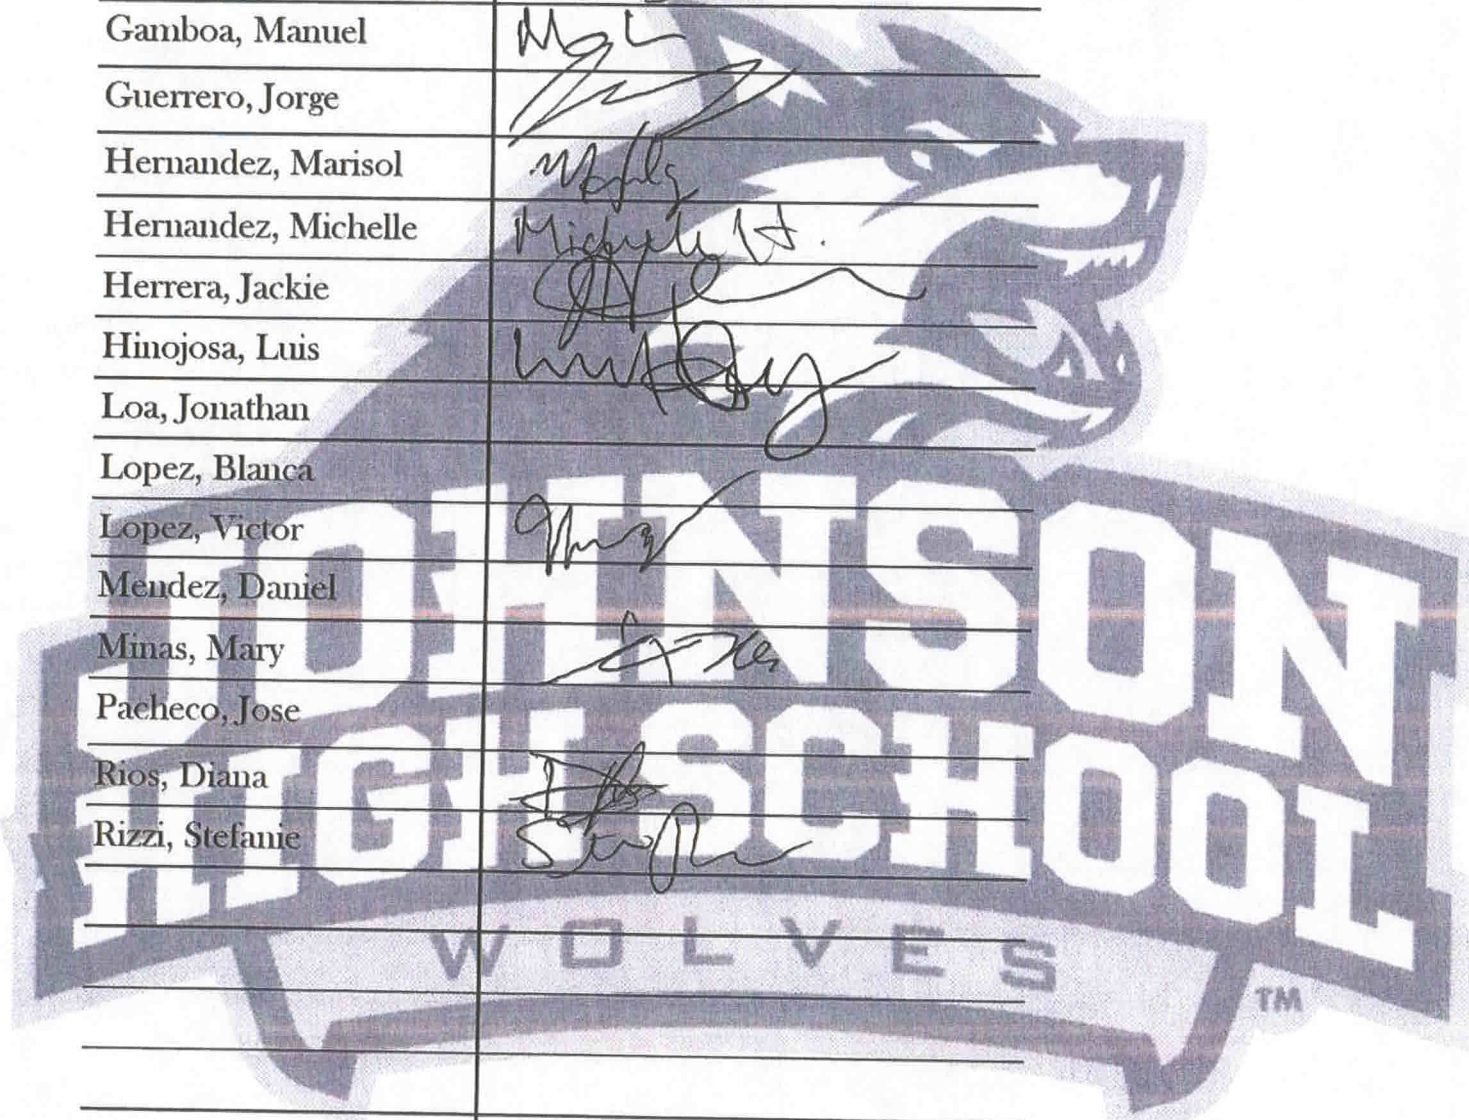 Gamboa, Manuel
Guerrero, Jorge
Hernandez, Marisol
Hernandez, Michelle Michelle H.
Herrera, Jackie
Hinojosa, Luis
Loa, Jonathan
Lopez, Blanca
Lopez, Victor
Mendez, Daniel
Minas, Mary
Pacheco, Jose
Rios, Diana
Rizzi, Stefanie
JOHNSON
HIGH SCHOOL
WOLVES
TM